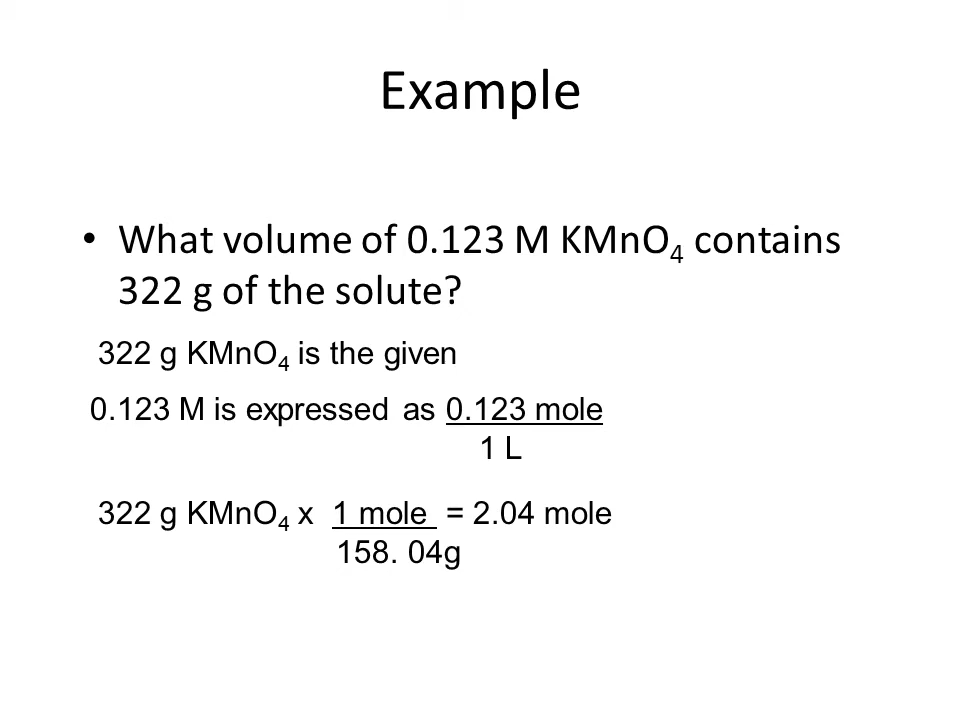 Example
• What volume of 0.123 M KMnO₄ contains
322 g of the solute?
322 g KMnO₄ is the given
0.123 M is expressed as 0.123 mole
1 L
322 g KMnO₄ x 1 mole = 2.04 mole
158. 04g